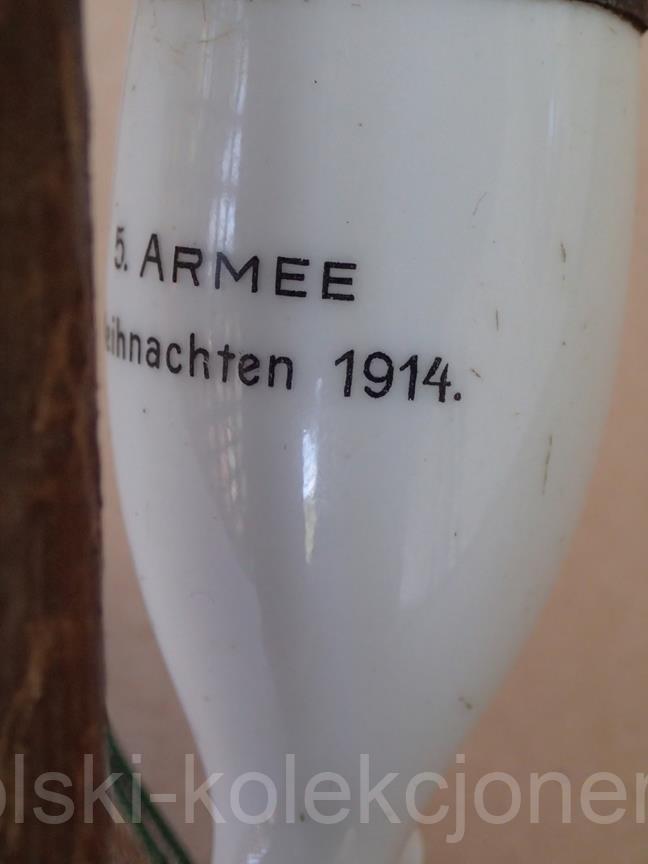 5. ARMEE
eihnachten 1914.
olski-kolekcjoner